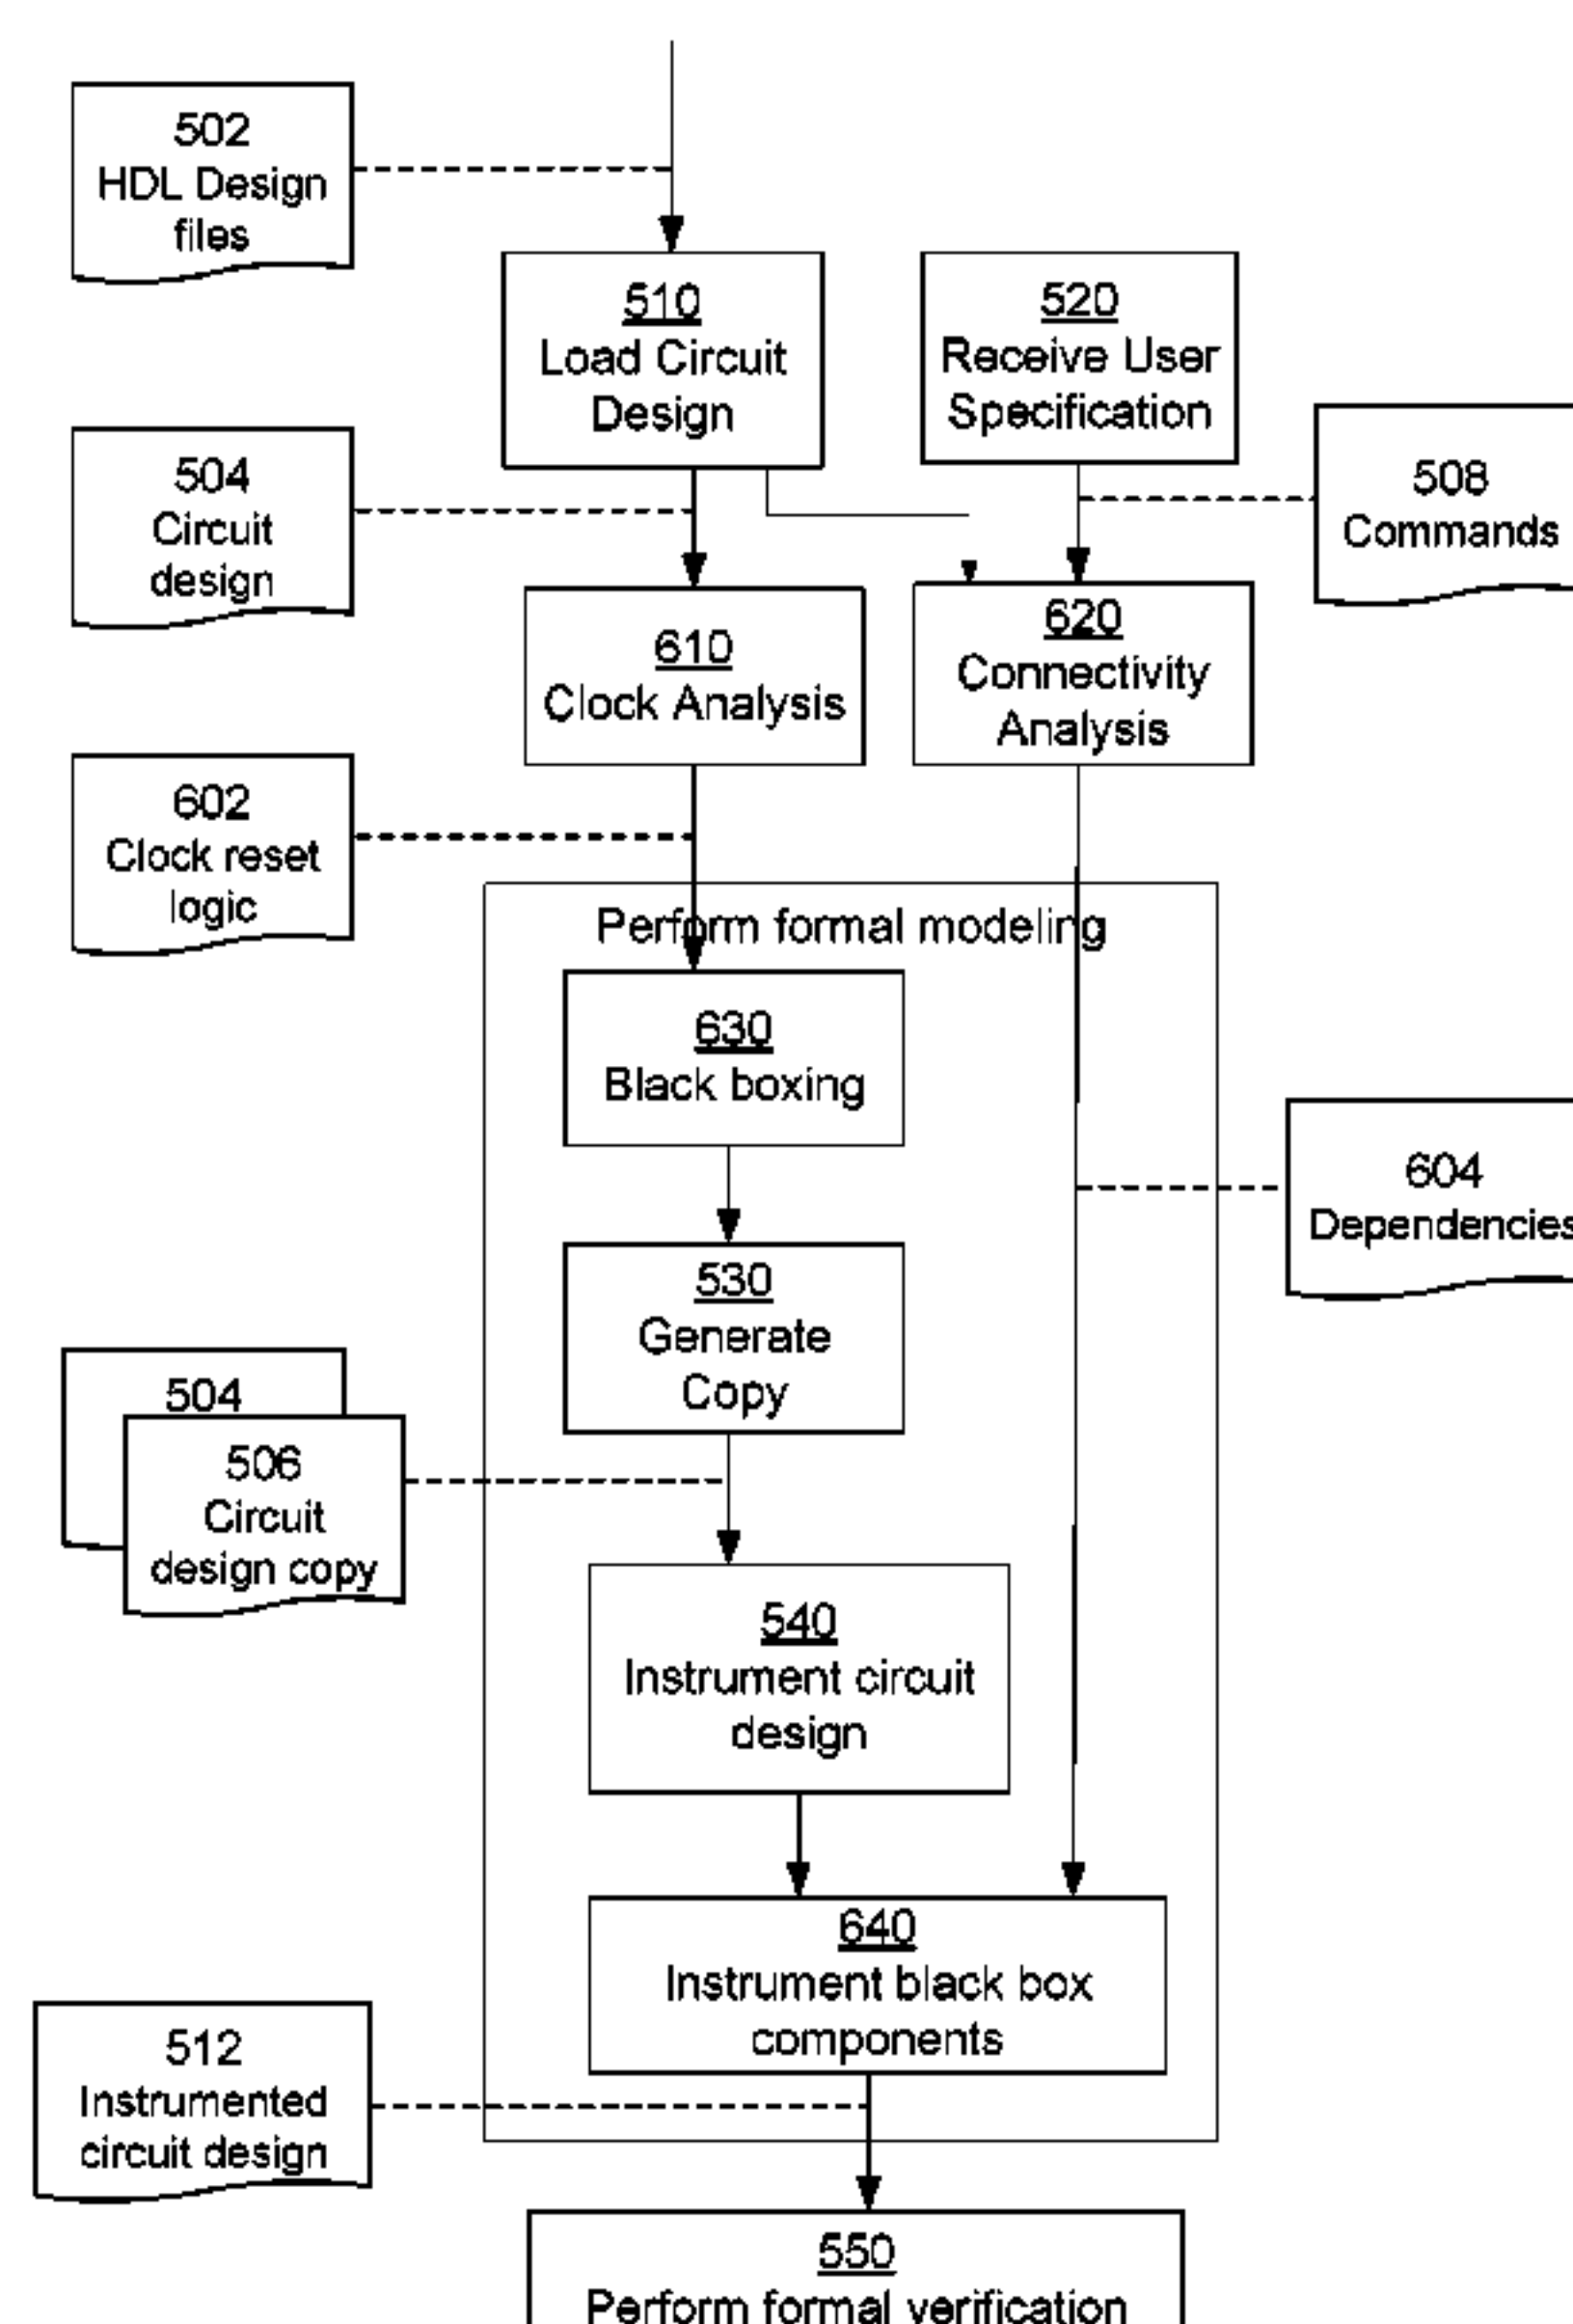 502
HDL Design
files
510
Load Circuit
Design
520
Receive User
Specification
504
Circuit
design
508
Commands
610
Clock Analysis
620
Connectivity
Analysis
602
Clock reset
logic
Perform formal modeling
630
Black boxing
604
Dependencies
530
Generate
Copy
504
506
Circuit
design copy
540
Instrument circuit
design
640
Instrument black box
components
512
Instrumented
circuit design
550
Perform formal verification